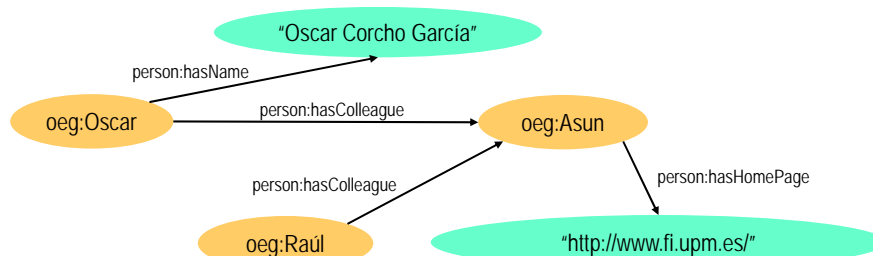 “Oscar Corcho García”
person:hasName
person:hasColleague
oeg:Oscar
oeg:Asun
person:hasColleague
person:hasHomePage
oeg:Raúl
“http://www.fi.upm.es/”